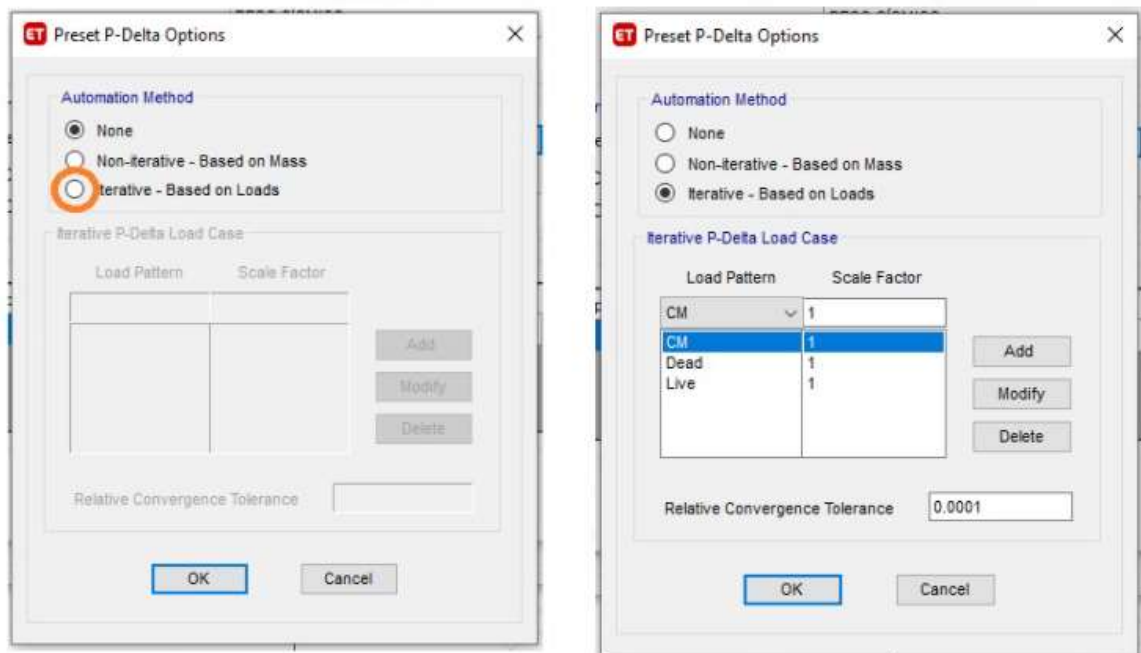 Preset P-Delta Options
Automation Method
None
Non-iterative - Based on Mass
Iterative - Based on Loads
Iterative P-Delta Load Case
Load Pattern Scale Factor
Add
Modify
Delete
Relative Convergence Tolerance
OK Cancel
ET Preset P-Delta Options
Automation Method
None
Non-iterative - Based on Mass
Iterative - Based on Loads
Iterative P-Delta Load Case
Load Pattern Scale Factor
CM 1
CM 1
Dead 1
Live 1
Add
Modify
Delete
Relative Convergence Tolerance 0.0001
OK Cancel